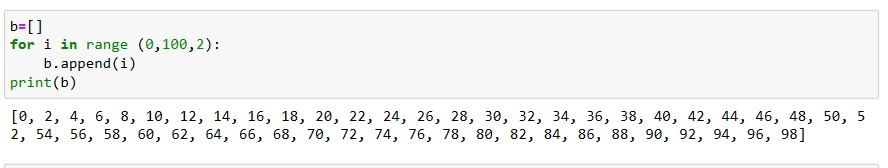 b=[]
for i in range (0,100,2):
    b.append(i)
print(b)
[0, 2, 4, 6, 8, 10, 12, 14, 16, 18, 20, 22, 24, 26, 28, 30, 32, 34, 36, 38, 40, 42, 44, 46, 48, 50, 5
2, 54, 56, 58, 60, 62, 64, 66, 68, 70, 72, 74, 76, 78, 80, 82, 84, 86, 88, 90, 92, 94, 96, 98]